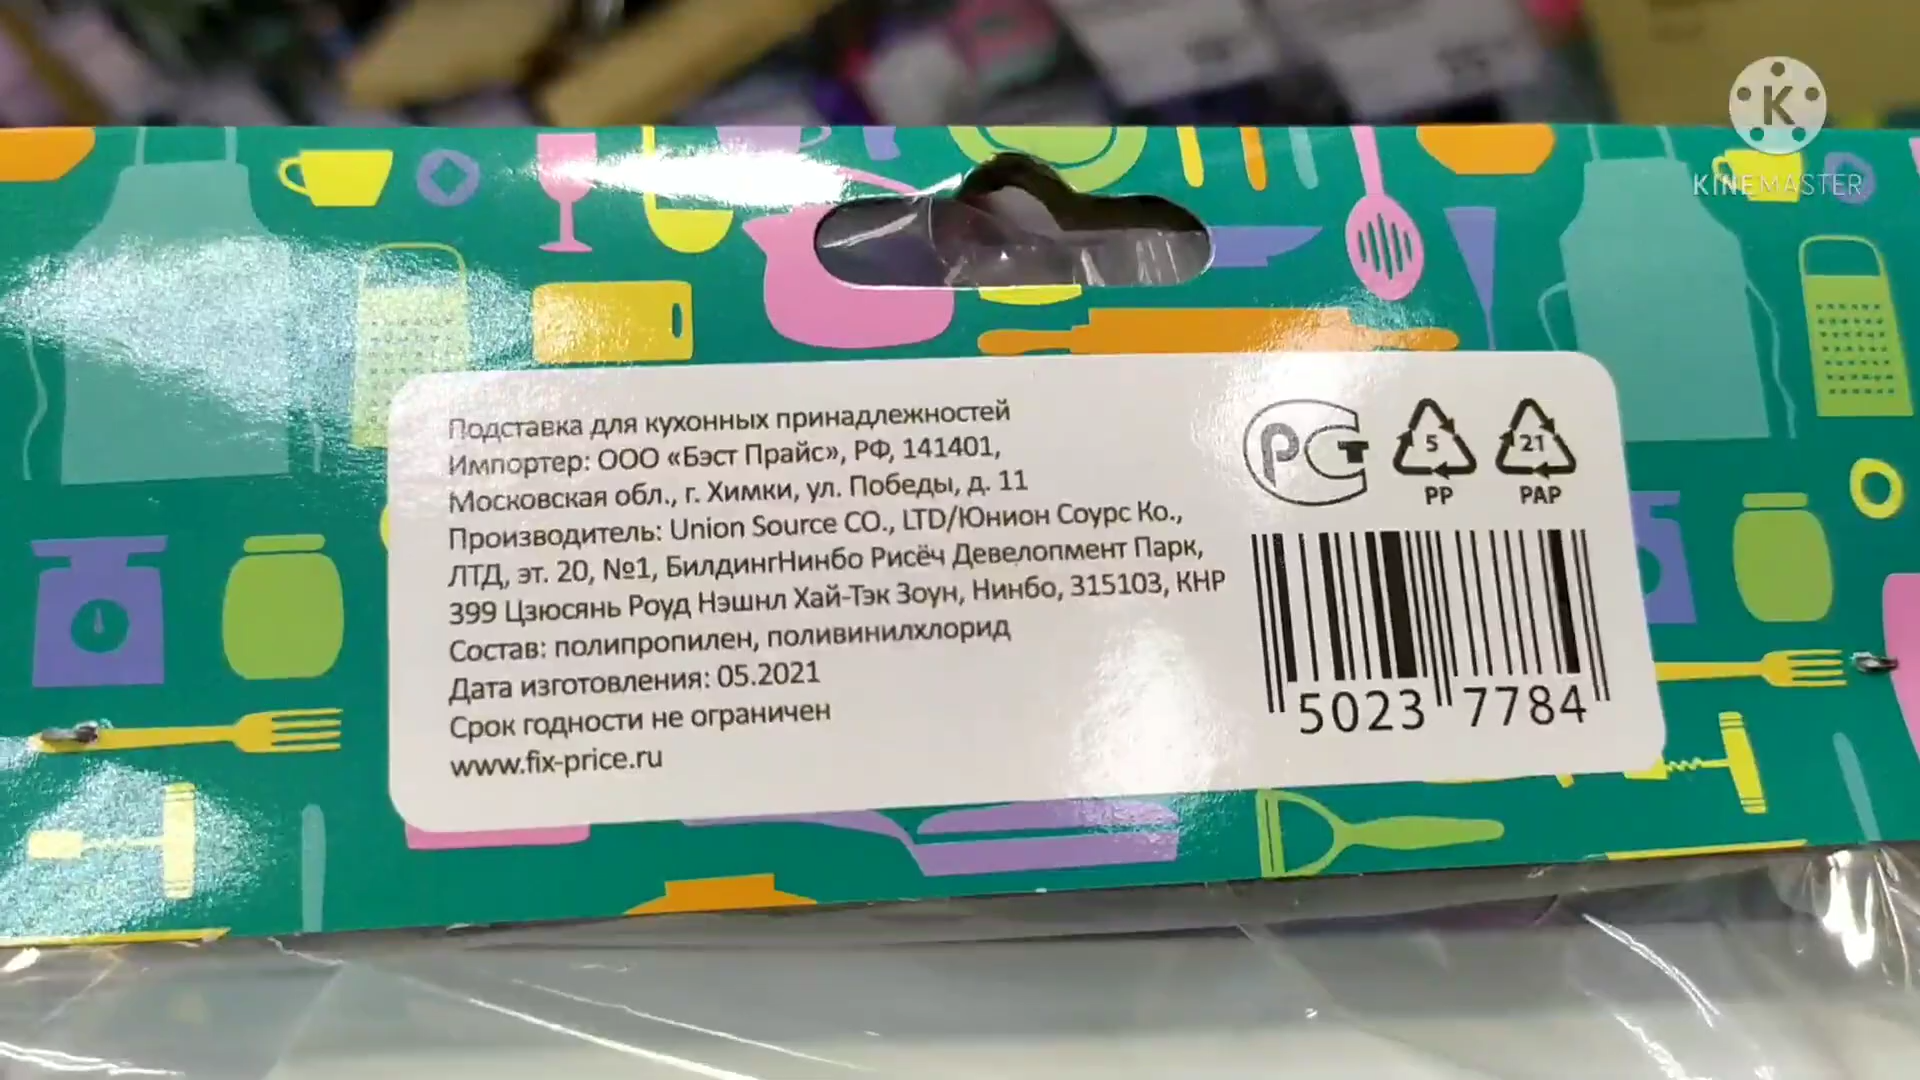 K
KINEMASTER
Подставка для кухонных принадлежностей
Импортер: ООО «Бэст Прайс», РФ, 141401,
Московская обл., г. Химки, ул. Победы, д. 11
Производитель: Union Source CO., LTD/Юнион Соурс Ко.,
ЛТД, эт. 20, №1, БилдингНинбо Рисёч Девелопмент Парк,
399 Цзюсянь Роуд Нэшнл Хай-Тэк Зоун, Нинбо, 315103, КНР
Состав: полипропилен, поливинилхлорид
Дата изготовления: 05.2021
Срок годности не ограничен
www.fix-price.ru
РСТ
5
PP
21
PAP
5023 7784